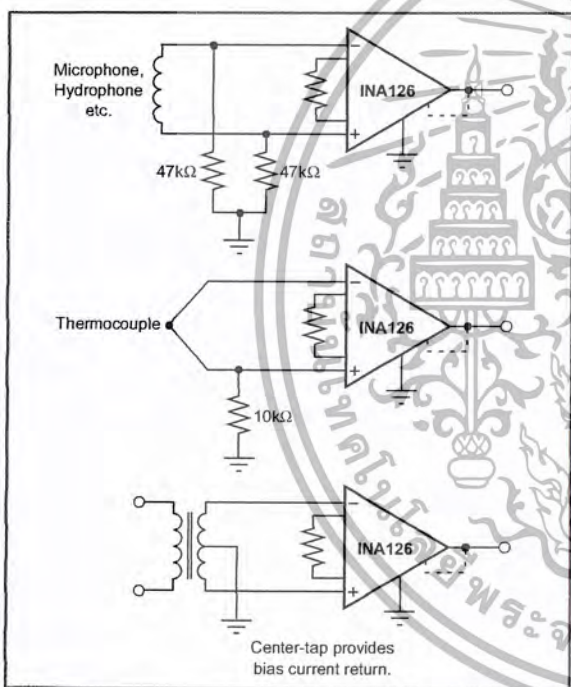 Microphone,
Hydrophone
etc.
−
INA126
+
47kΩ
47kΩ
−
Thermocouple
INA126
+
10kΩ
−
INA126
+
Center-tap provides
bias current return.